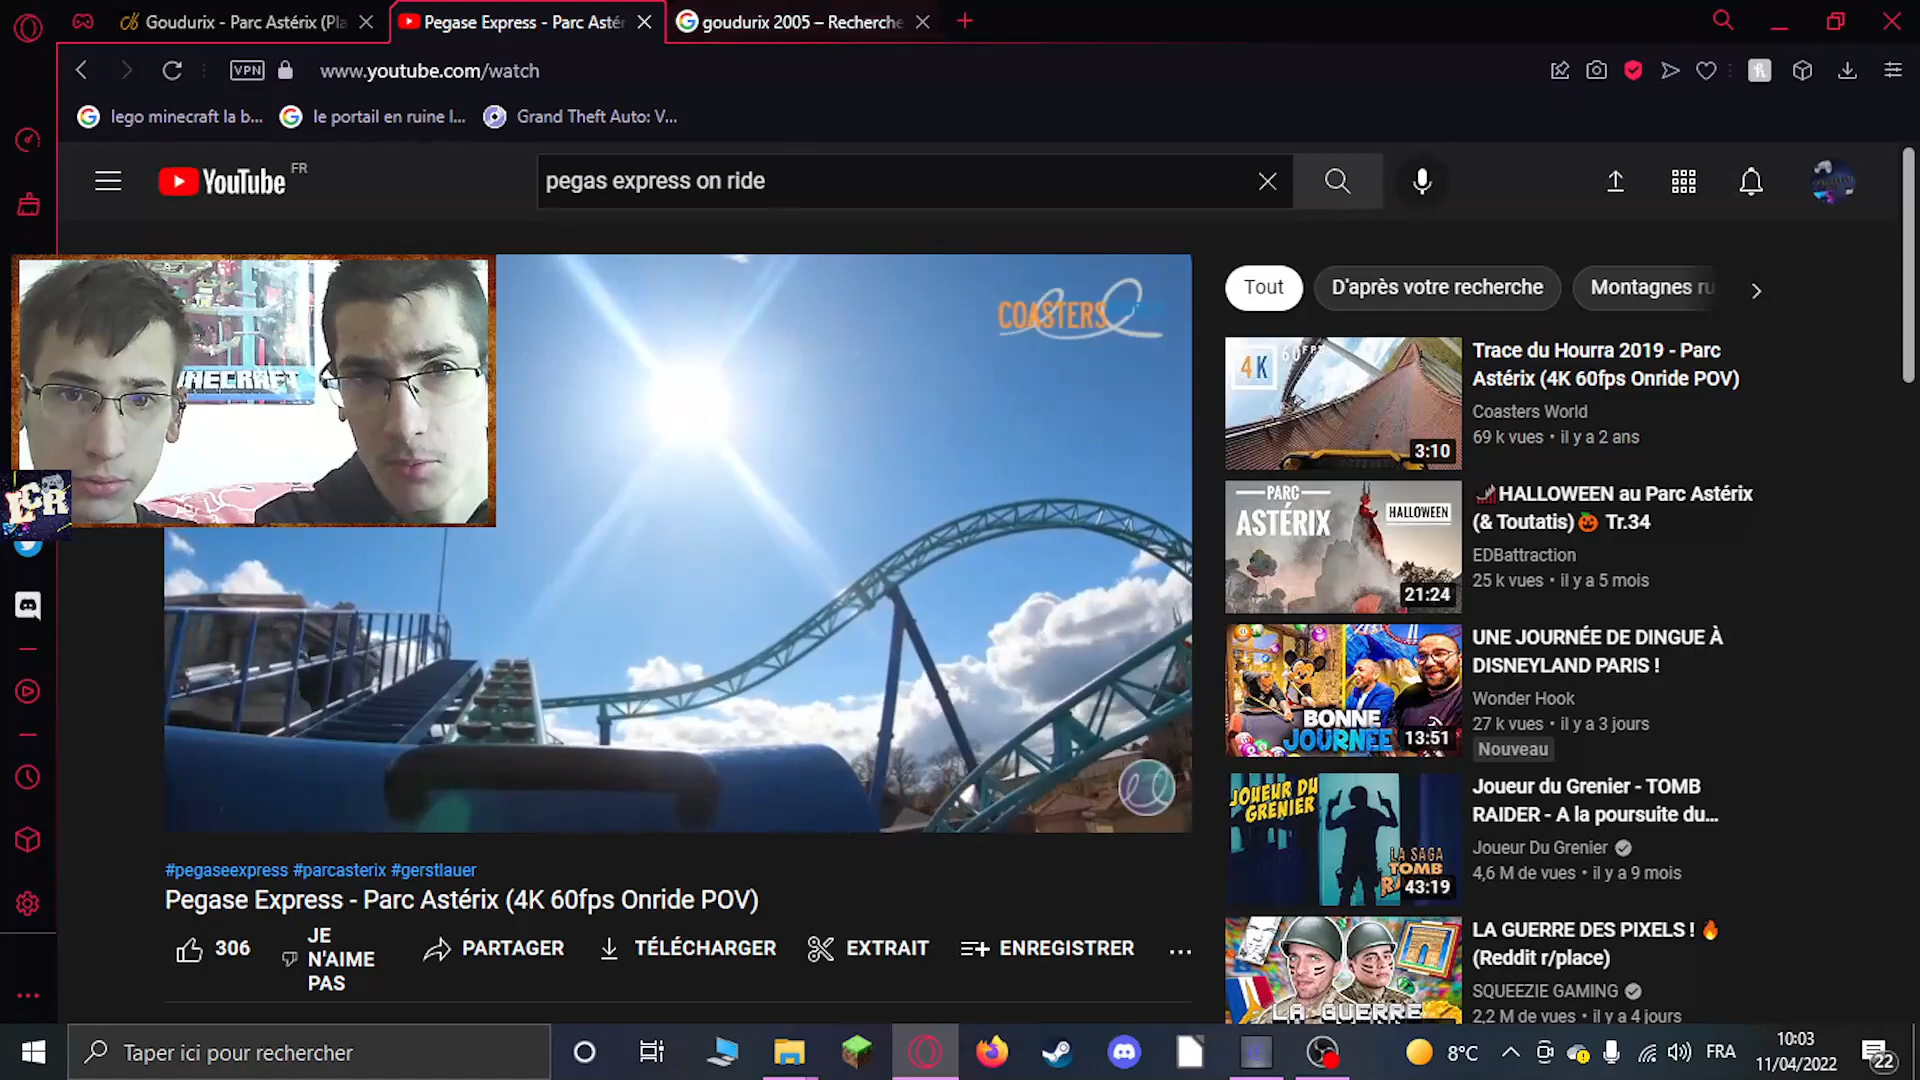 Goudurix - Parc Astérix (Pla
Pegase Express - Parc Astér
goudurix 2005 – Recherche
VPN
www.youtube.com/watch
lego minecraft la b...
le portail en ruine l...
Grand Theft Auto: V...
YouTube FR
pegas express on ride
COASTERS
MINECRAFT
LCR
Tout
D'après votre recherche
Montagnes ru
4K 60FPS
3:10
Trace du Hourra 2019 - Parc
Astérix (4K 60fps Onride POV)
Coasters World
69 k vues • il y a 2 ans
PARC
ASTÉRIX
HALLOWEEN
21:24
🎢HALLOWEEN au Parc Astérix
(& Toutatis)🎃 Tr.34
EDBattraction
25 k vues • il y a 5 mois
BONNE
JOURNÉE
13:51
UNE JOURNÉE DE DINGUE À
DISNEYLAND PARIS !
Wonder Hook
27 k vues • il y a 3 jours
Nouveau
JOUEUR DU
GRENIER
LA SAGA
TOMB
43:19
Joueur du Grenier - TOMB
RAIDER - A la poursuite du...
Joueur Du Grenier
4,6 M de vues • il y a 9 mois
LA GUERRE
LA GUERRE DES PIXELS ! 🔥
(Reddit r/place)
SQUEEZIE GAMING
2,2 M de vues • il y a 4 jours
#pegaseexpress #parcasterix #gerstlauer
Pegase Express - Parc Astérix (4K 60fps Onride POV)
306
JE
N'AIME
PAS
PARTAGER
TÉLÉCHARGER
EXTRAIT
ENREGISTRER
Taper ici pour rechercher
8°C
FRA
10:03
11/04/2022
22